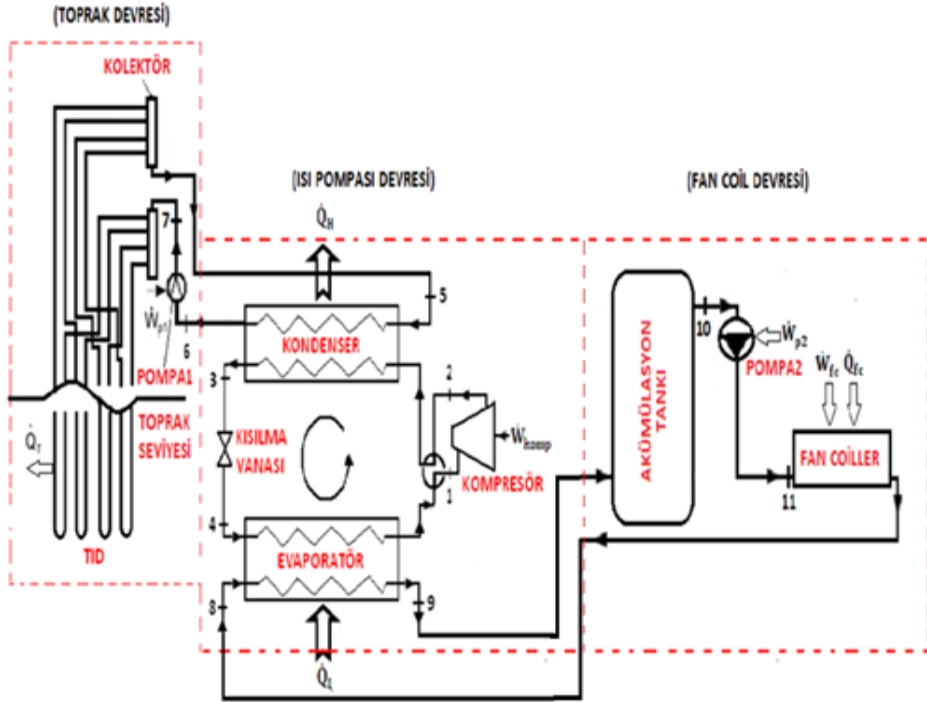 (TOPRAK DEVRESİ)
KOLEKTÖR
(ISI POMPASI DEVRESİ)
(FAN COİL DEVRESİ)
Q̇H
7
5
10
Ẇp1
6
KONDENSER
Ẇp2
POMPA2
3
2
Ẇfc Q̇fc
POMPA1
TOPRAK
SEVİYESİ
KISILMA
VANASI
Ẇkomp
KOMPRESÖR
1
AKÜMÜLASYON
TANKI
FAN COİLLER
11
Q̇T
4
TID
EVAPORATÖR
8
9
Q̇L